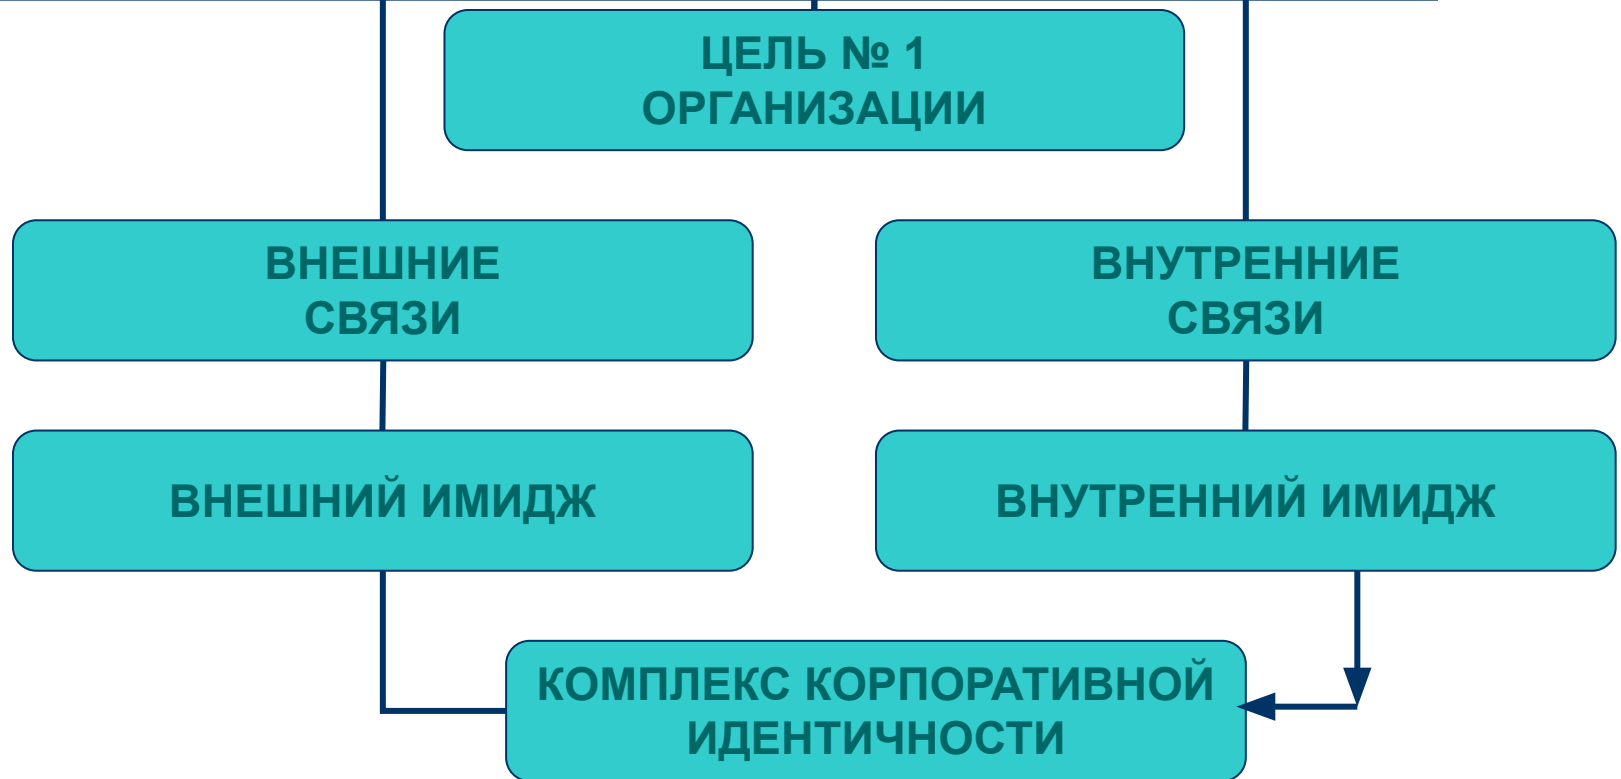 ЦЕЛЬ № 1
ОРГАНИЗАЦИИ
ВНЕШНИЕ
СВЯЗИ
ВНУТРЕННИЕ
СВЯЗИ
ВНЕШНИЙ ИМИДЖ
ВНУТРЕННИЙ ИМИДЖ
КОМПЛЕКС КОРПОРАТИВНОЙ
ИДЕНТИЧНОСТИ